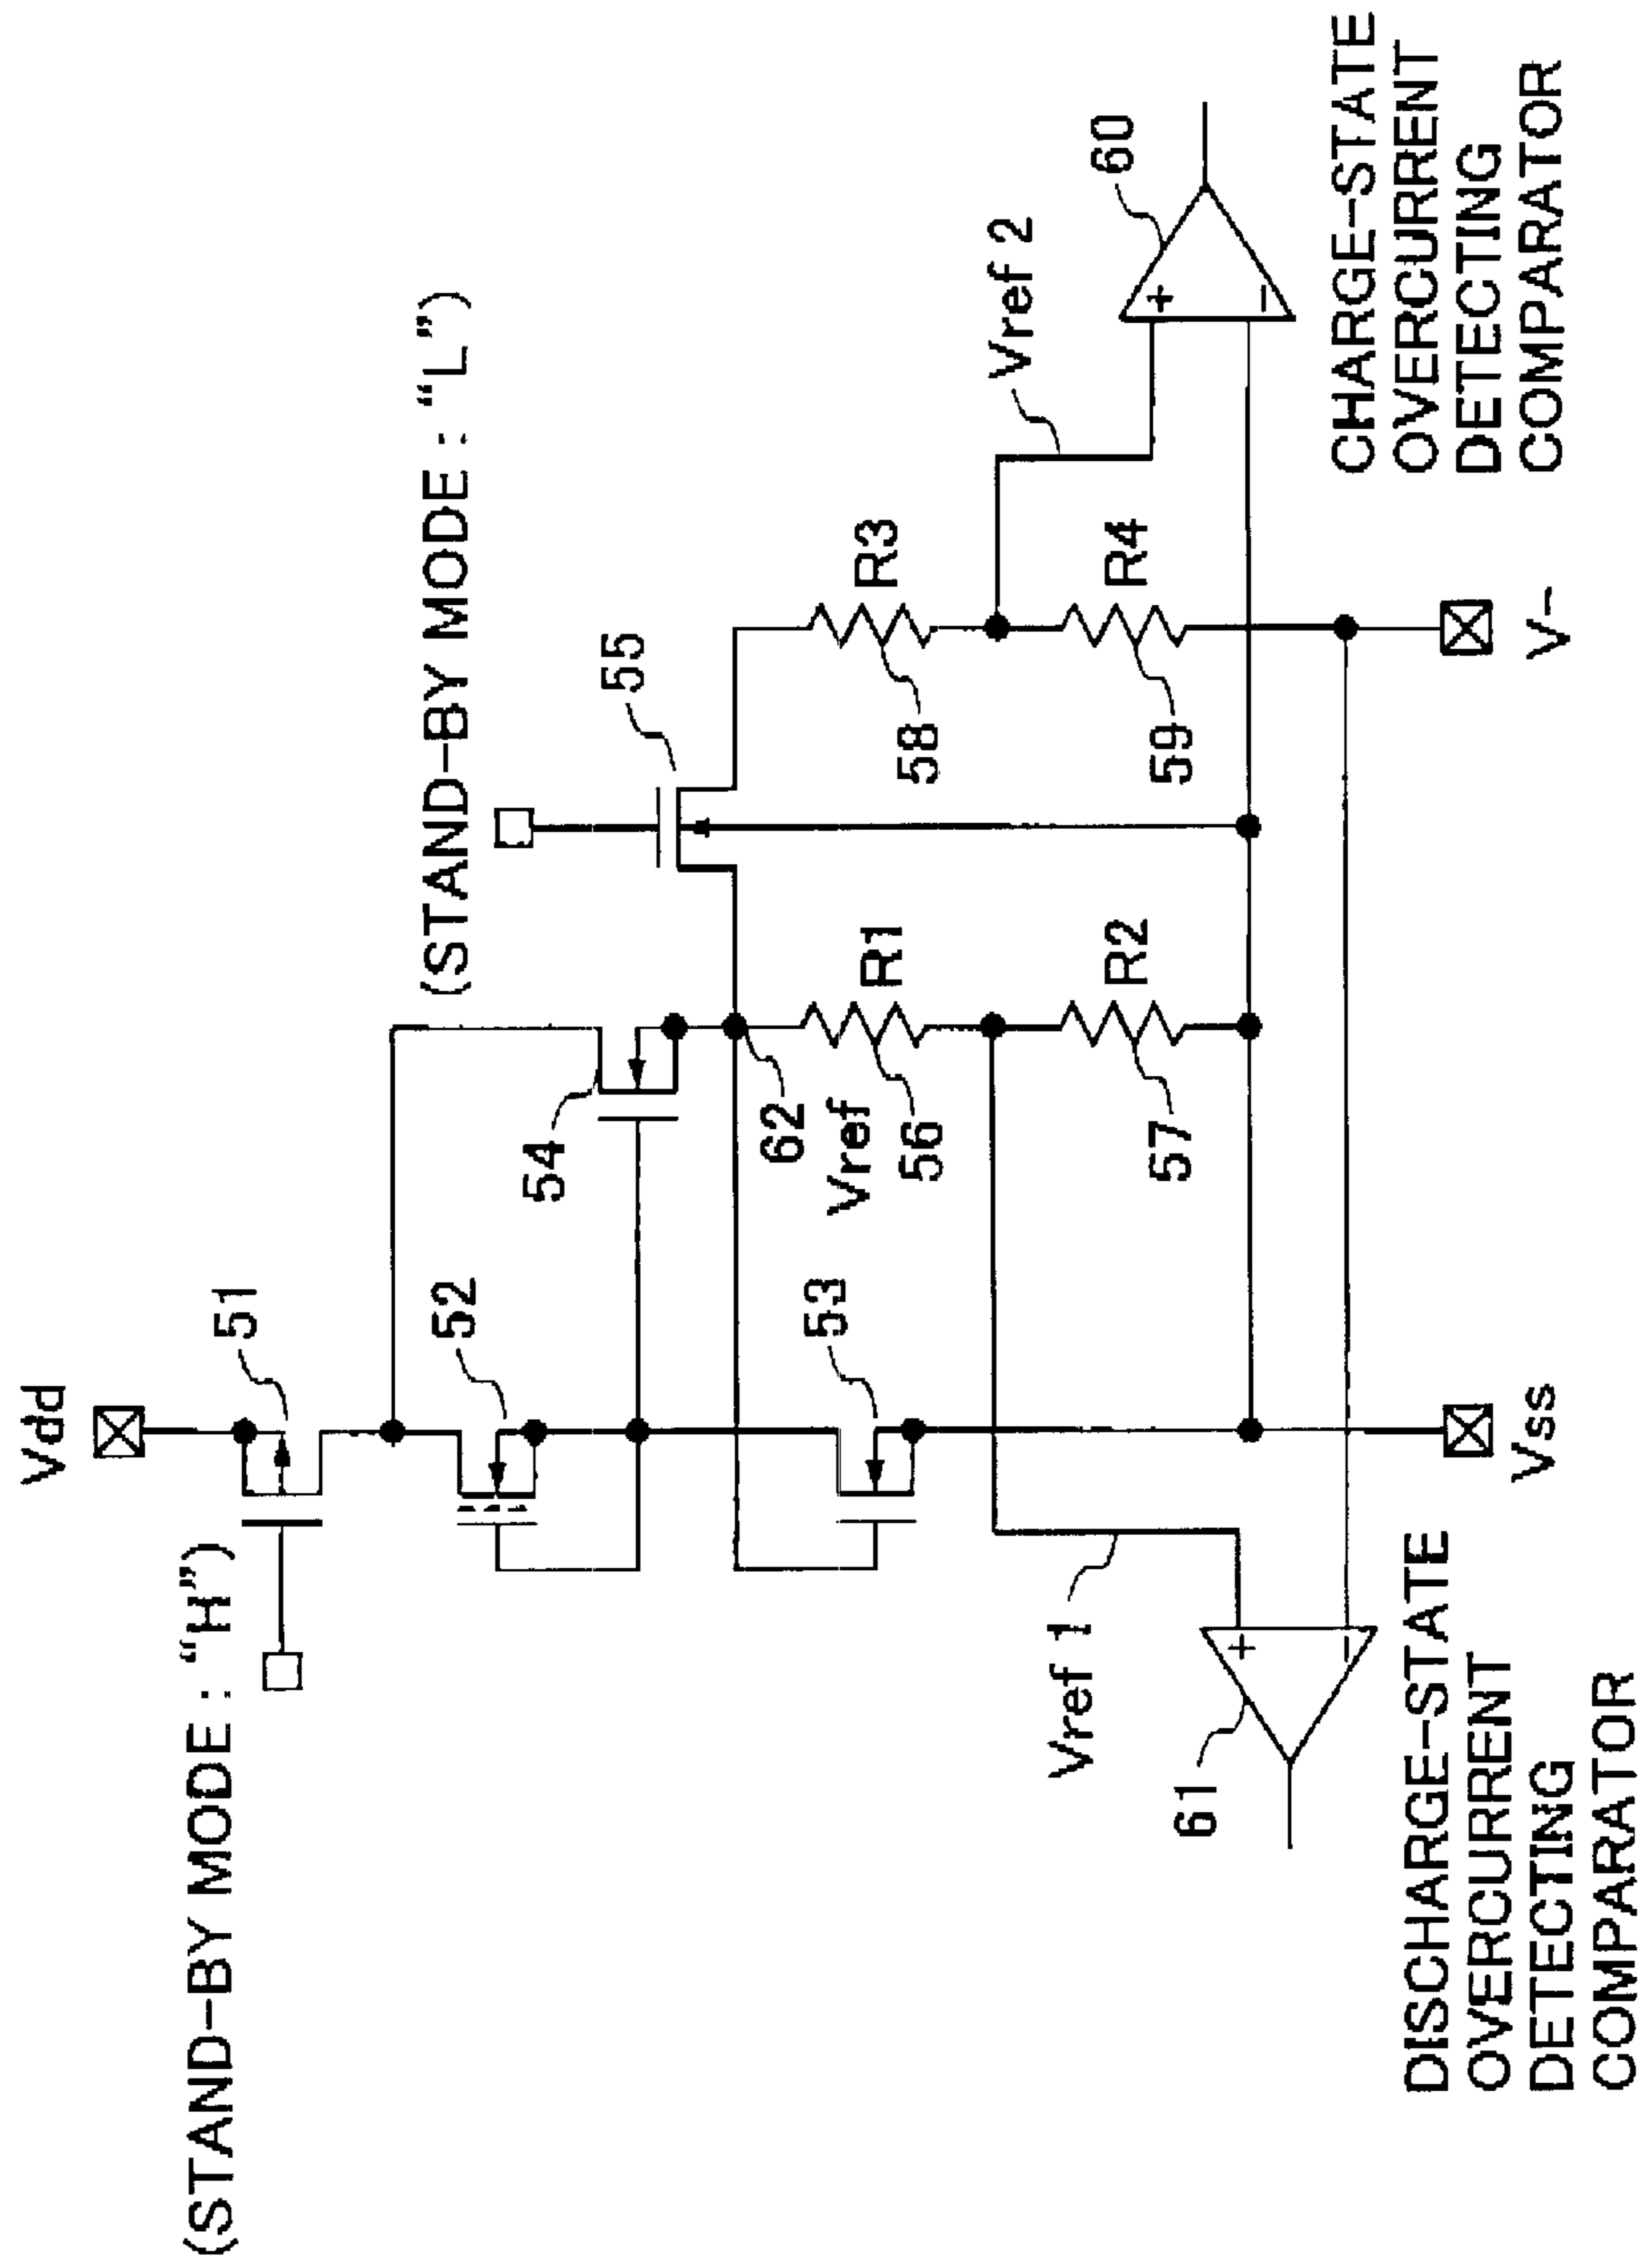 (STAND-BY MODE : "H")
Vdd
51
52
53
54
(STAND-BY MODE : "L")
55
62
Vref
R1
56
R2
57
R3
58
R4
59
Vref 1
Vref 2
60
61
Vss
V-
DISCHARGE-STATE
OVERCURRENT
DETECTING
COMPARATOR
CHARGE-STATE
OVERCURRENT
DETECTING
COMPARATOR
+
-
+
-